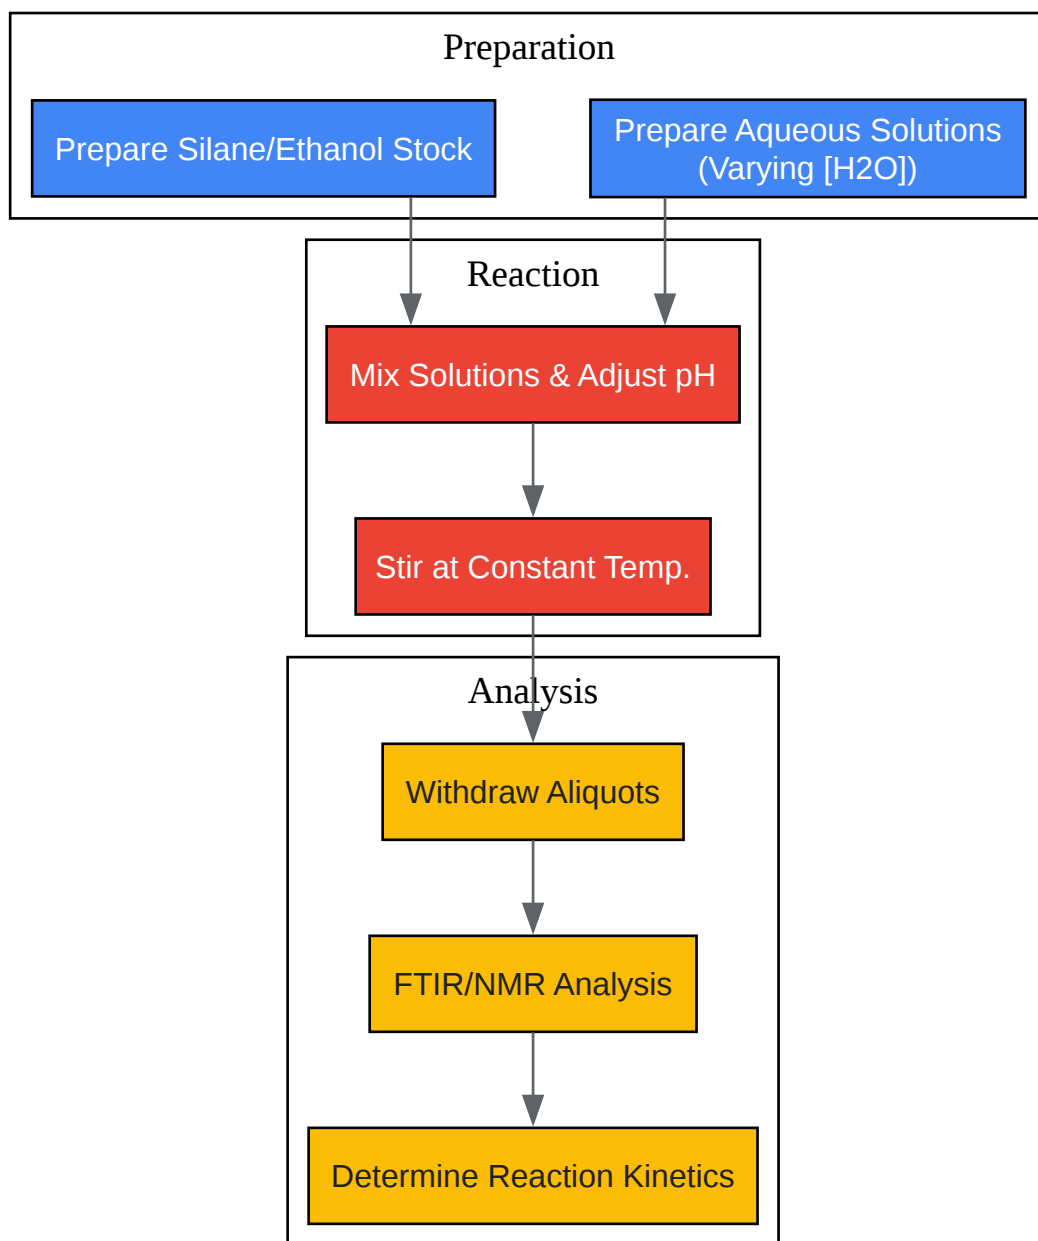 Preparation
Prepare Silane/Ethanol Stock
Prepare Aqueous Solutions
(Varying [H2O])
Reaction
Mix Solutions & Adjust pH
Stir at Constant Temp.
Analysis
Withdraw Aliquots
FTIR/NMR Analysis
Determine Reaction Kinetics